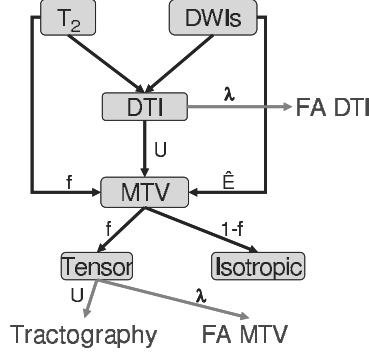 T2 DWIs
λ
DTI FA DTI
U
f Ê
MTV
f 1-f
Tensor Isotropic
U λ
Tractography FA MTV